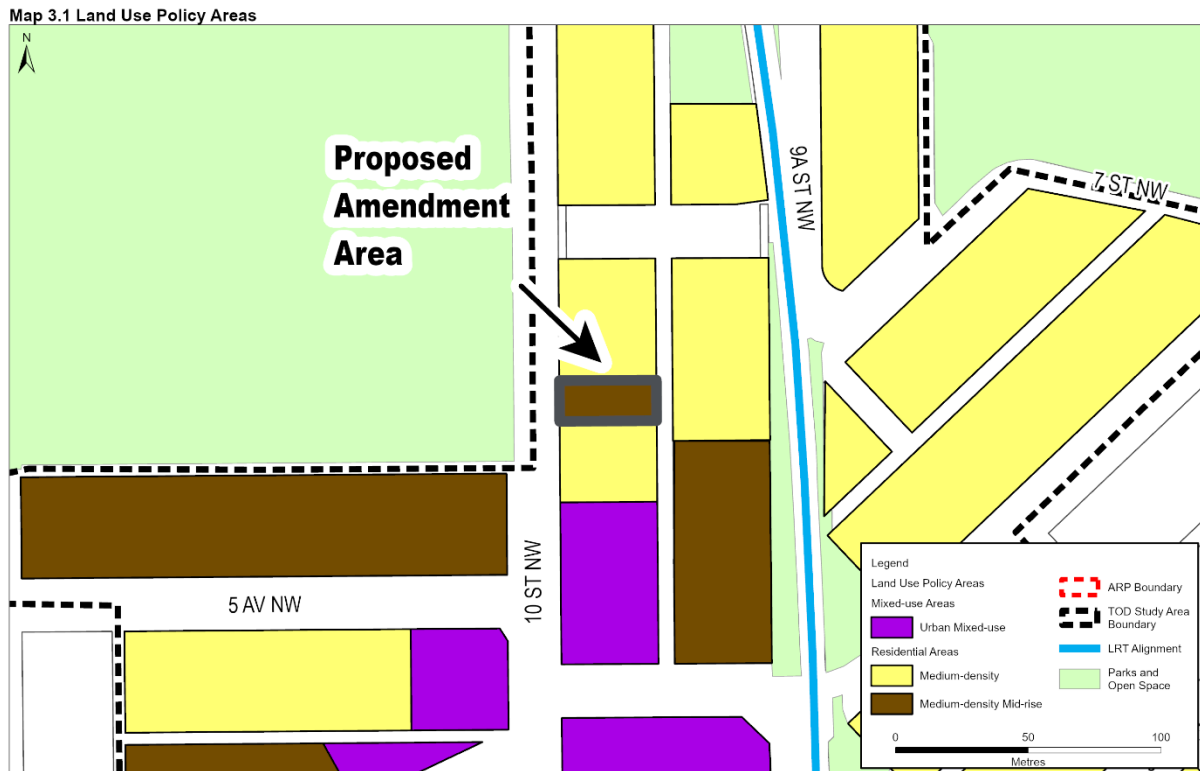 Map 3.1 Land Use Policy Areas
N
Proposed
Amendment
Area
9A ST NW
7 ST NW
10 ST NW
5 AV NW
Legend
Land Use Policy Areas
Mixed-use Areas
Urban Mixed-use
Residential Areas
Medium-density
Medium-density Mid-rise
ARP Boundary
TOD Study Area
Boundary
LRT Alignment
Parks and
Open Space
0 50 100
Metres